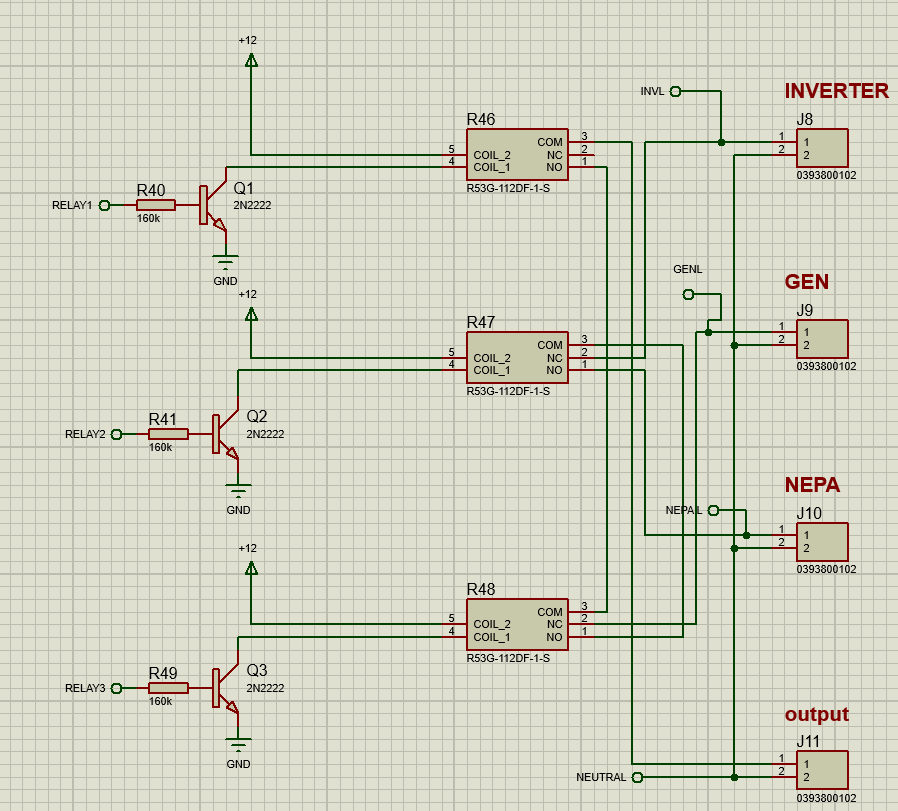 +12
INVL
INVERTER
J8
R46
COM 3
NC 2
NO 1
5 COIL_2
4 COIL_1
R53G-112DF-1-S
1 1
2 2
0393800102
RELAY1
R40
160k
Q1
2N2222
GND
+12
GENL
GEN
J9
R47
COM 3
NC 2
NO 1
5 COIL_2
4 COIL_1
R53G-112DF-1-S
1 1
2 2
0393800102
RELAY2
R41
160k
Q2
2N2222
GND
NEPA
NEPAL
J10
1 1
2 2
0393800102
+12
R48
COM 3
NC 2
NO 1
5 COIL_2
4 COIL_1
R53G-112DF-1-S
RELAY3
R49
160k
Q3
2N2222
GND
output
J11
1 1
2 2
NEUTRAL
0393800102